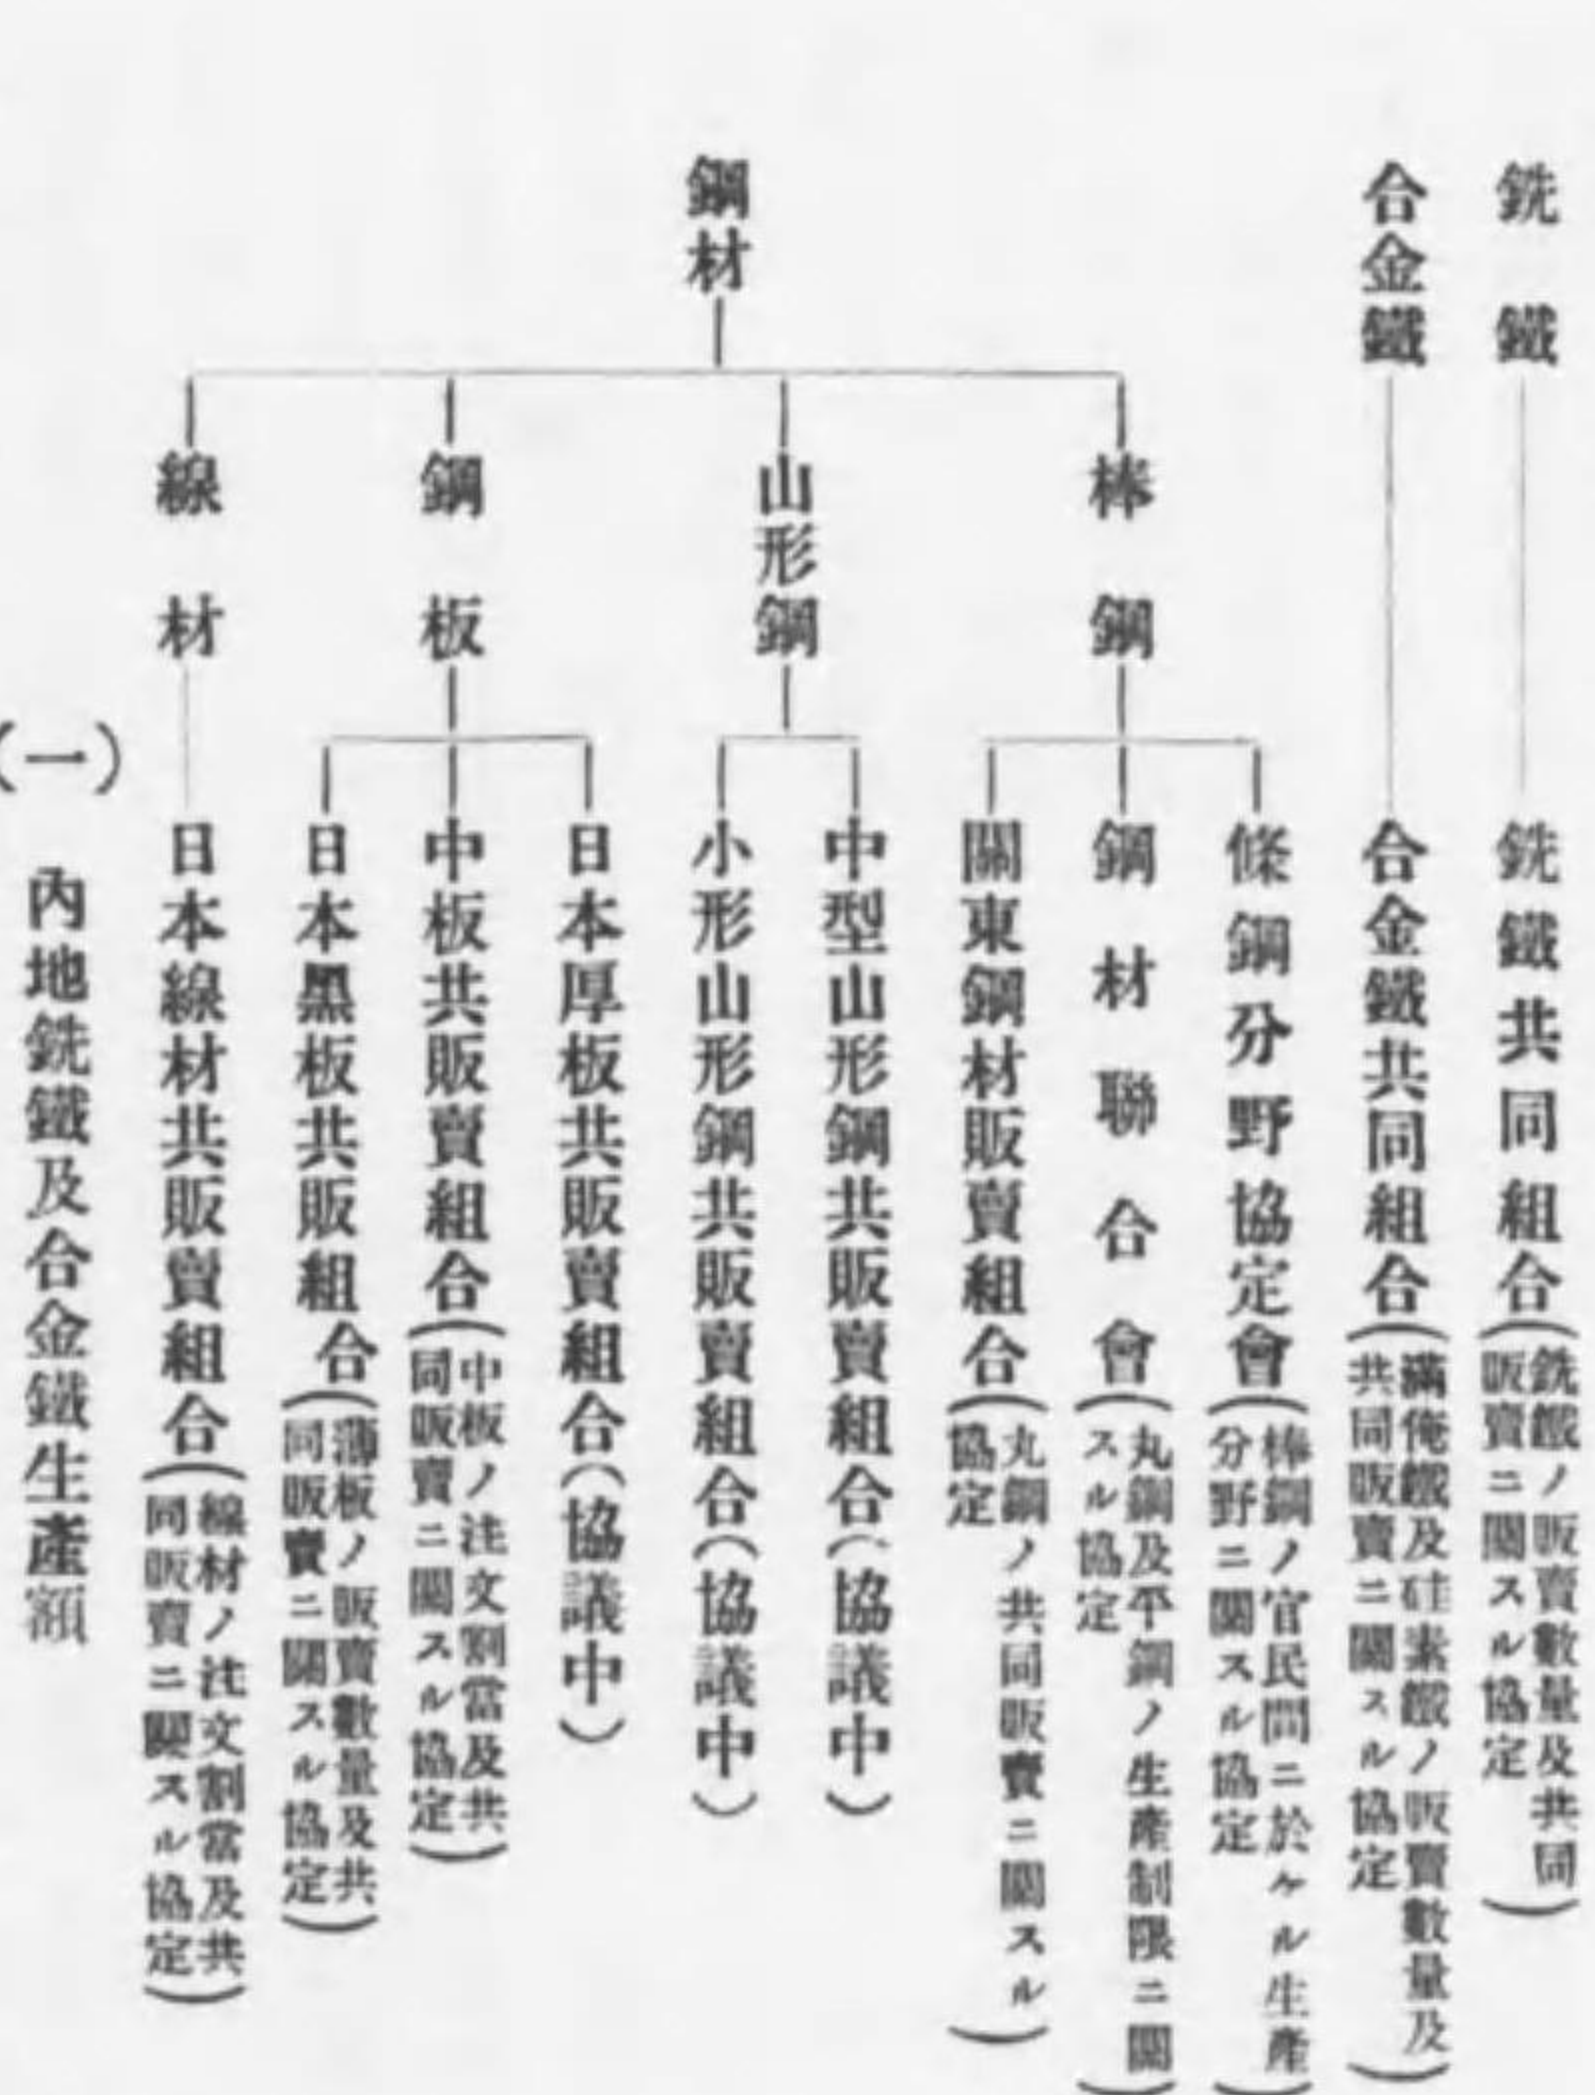 銑鐵
銑鐵共同組合(銑鐵ノ販賣數量及共同
販賣ニ關スル協定)
合金鐵
合金鐵共同組合(滿俺鐵及硅素鐵ノ販賣數量及
共同販賣ニ關スル協定)
鋼材
棒鋼
條鋼分野協定會(棒鋼ノ官民間ニ於ケル生產
分野ニ關スル協定)
鋼材聯合會(丸鋼及平鋼ノ生產制限ニ關
スル協定)
關東鋼材販賣組合(丸鋼ノ共同販賣ニ關スル
協定)
山形鋼
中型山形鋼共販賣組合(協議中)
小形山形鋼共販賣組合(協議中)
鋼板
日本厚板共販賣組合(協議中)
中板共販賣組合(中板ノ注文割當及共
同販賣ニ關スル協定)
日本黑板共販組合(薄板ノ販賣數量及共
同販賣ニ關スル協定)
線材
日本線材共販賣組合(線材ノ注文割當及共
同販賣ニ關スル協定)
(一) 內地銑鐵及合金鐵生產額